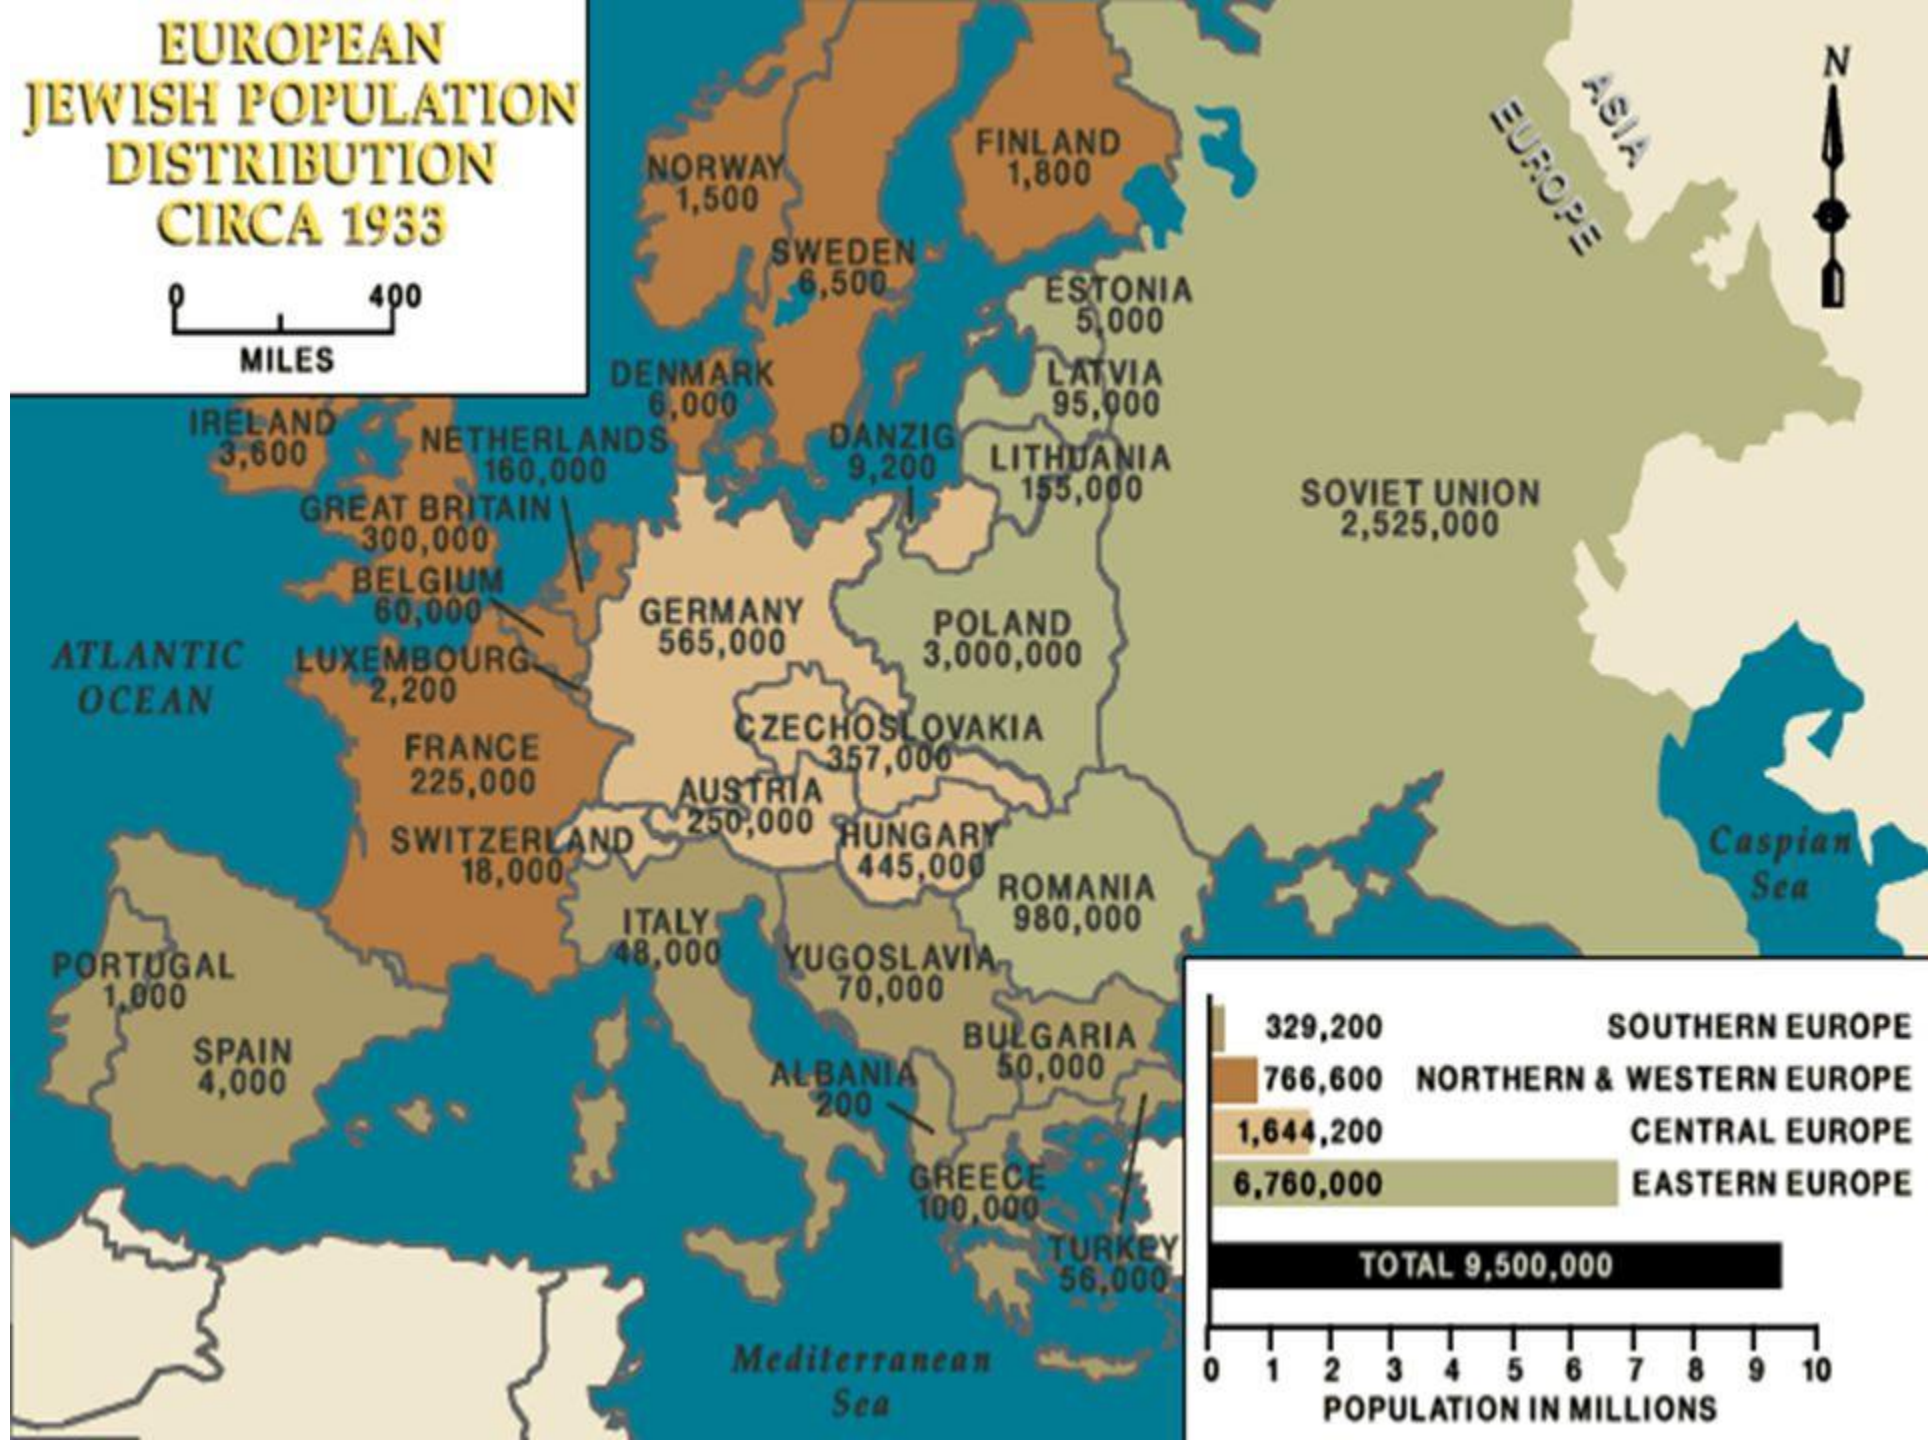 EUROPEAN
JEWISH POPULATION
DISTRIBUTION
CIRCA 1933
0 400
MILES
N
ASIA
EUROPE
NORWAY
1,500
FINLAND
1,800
SWEDEN
6,500
ESTONIA
5,000
DENMARK
6,000
LATVIA
95,000
IRELAND
3,600
NETHERLANDS
160,000
DANZIG
9,200
LITHUANIA
155,000
GREAT BRITAIN
300,000
SOVIET UNION
2,525,000
BELGIUM
60,000
GERMANY
565,000
POLAND
3,000,000
ATLANTIC
OCEAN
LUXEMBOURG
2,200
CZECHOSLOVAKIA
357,000
FRANCE
225,000
AUSTRIA
250,000
SWITZERLAND
18,000
HUNGARY
445,000
Caspian
Sea
ROMANIA
980,000
ITALY
48,000
YUGOSLAVIA
70,000
PORTUGAL
1,000
SPAIN
4,000
BULGARIA
50,000
ALBANIA
200
GREECE
100,000
TURKEY
56,000
Mediterranean
Sea
329,200 SOUTHERN EUROPE
766,600 NORTHERN & WESTERN EUROPE
1,644,200 CENTRAL EUROPE
6,760,000 EASTERN EUROPE
TOTAL 9,500,000
0 1 2 3 4 5 6 7 8 9 10
POPULATION IN MILLIONS